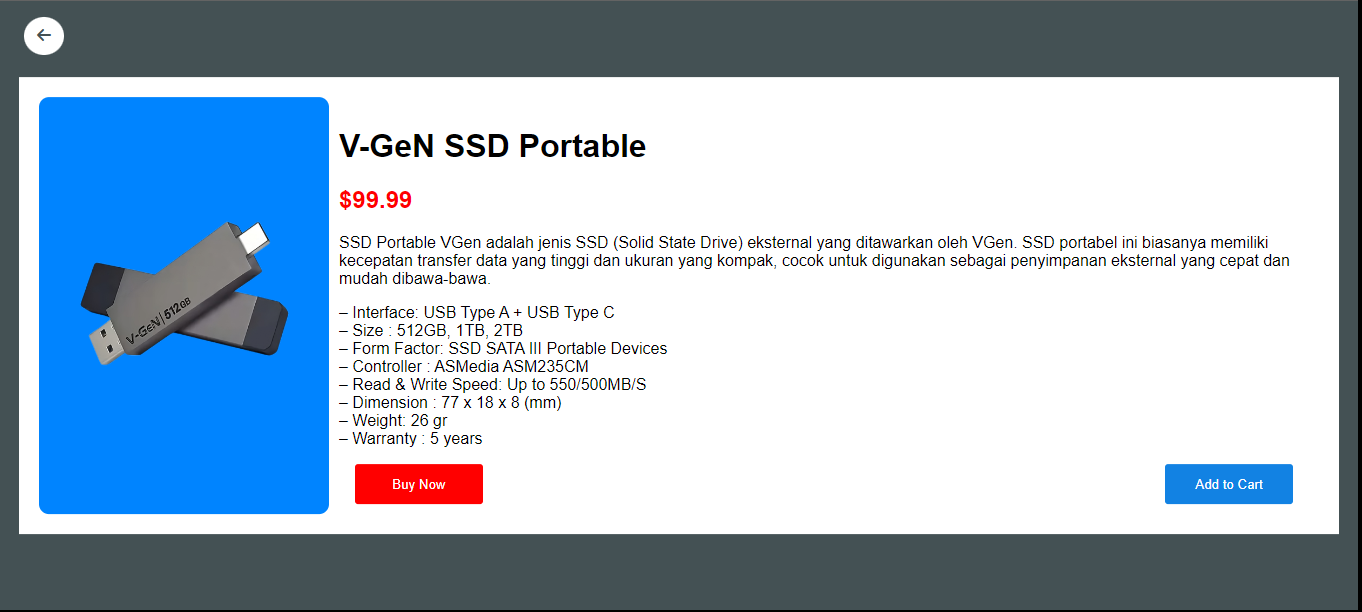 V-GeN SSD Portable
$99.99
SSD Portable VGen adalah jenis SSD (Solid State Drive) eksternal yang ditawarkan oleh VGen. SSD portabel ini biasanya memiliki
kecepatan transfer data yang tinggi dan ukuran yang kompak, cocok untuk digunakan sebagai penyimpanan eksternal yang cepat dan
mudah dibawa-bawa.
– Interface: USB Type A + USB Type C
– Size : 512GB, 1TB, 2TB
– Form Factor: SSD SATA III Portable Devices
– Controller : ASMedia ASM235CM
– Read & Write Speed: Up to 550/500MB/S
– Dimension : 77 x 18 x 8 (mm)
– Weight: 26 gr
– Warranty : 5 years
V-GeN | 512GB
Buy Now
Add to Cart